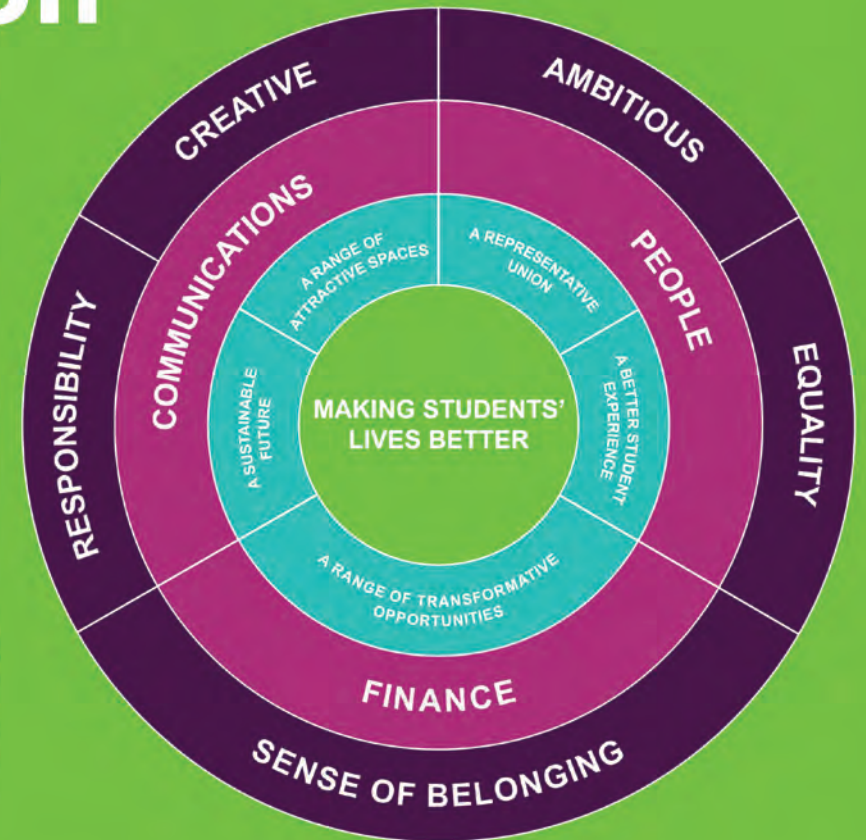 CREATIVE
AMBITIOUS
EQUALITY
SENSE OF BELONGING
RESPONSIBILITY
COMMUNICATIONS
PEOPLE
FINANCE
A RANGE OF
ATTRACTIVE SPACES
A REPRESENTATIVE
UNION
A BETTER STUDENT
EXPERIENCE
A RANGE OF TRANSFORMATIVE
OPPORTUNITIES
A SUSTAINABLE
FUTURE
MAKING STUDENTS'
LIVES BETTER